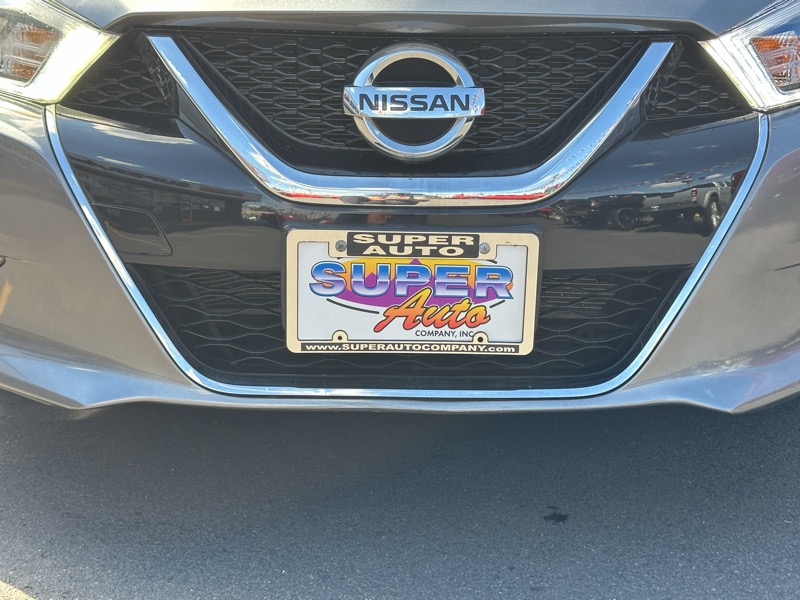 NISSAN
SUPER
AUTO
SUPER
Auto
COMPANY, INC
www.SUPERAUTOCOMPANY.com